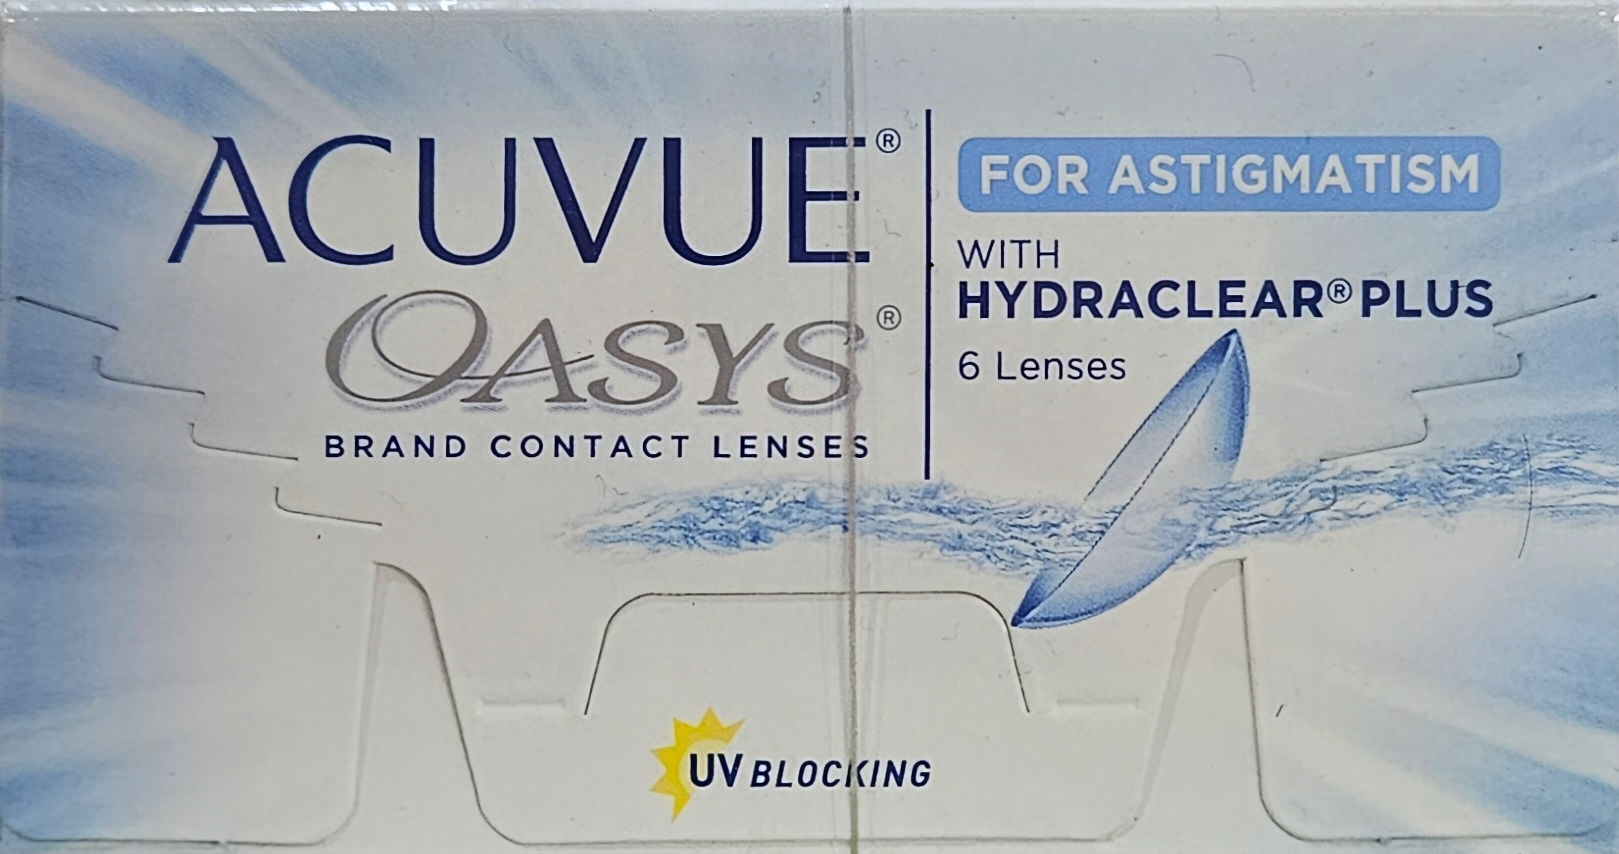 ACUVUE®
OASYS®
BRAND CONTACT LENSES
FOR ASTIGMATISM
WITH
HYDRACLEAR® PLUS
6 Lenses
UV BLOCKING